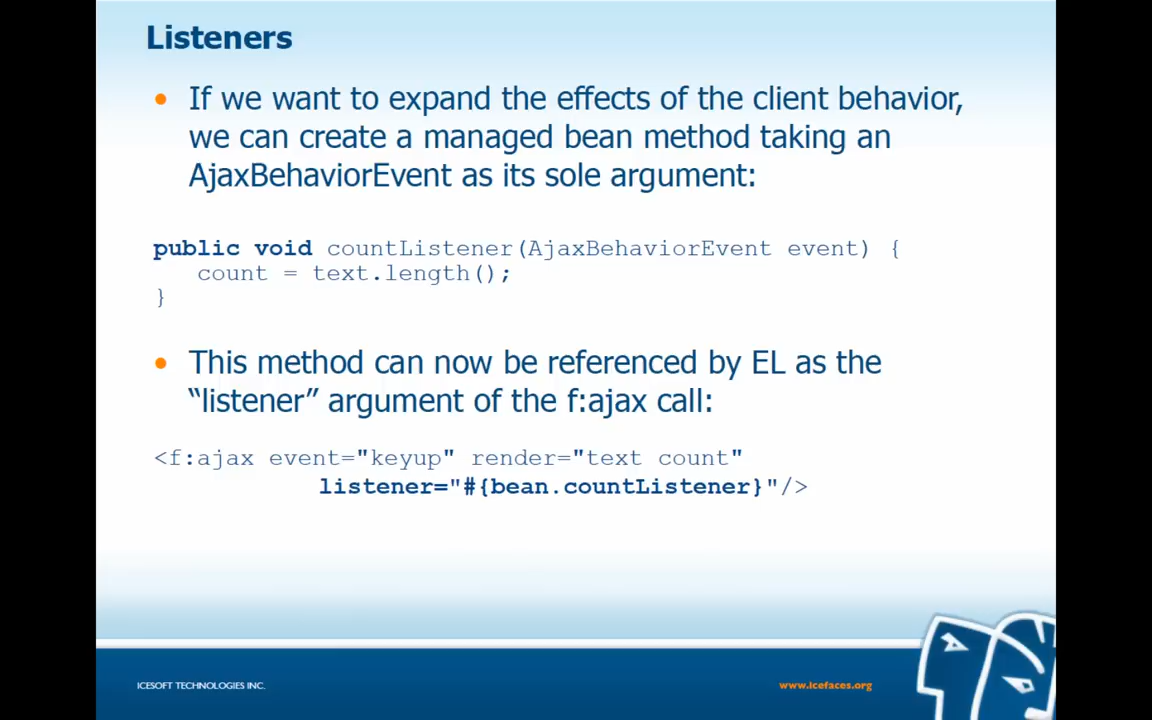 Listeners
• If we want to expand the effects of the client behavior,
we can create a managed bean method taking an
AjaxBehaviorEvent as its sole argument:
public void countListener(AjaxBehaviorEvent event) {
count = text.length();
}
• This method can now be referenced by EL as the
“listener” argument of the f:ajax call:
<f:ajax event="keyup" render="text count"
listener="#{bean.countListener}"/>
ICESOFT TECHNOLOGIES INC.
www.icefaces.org